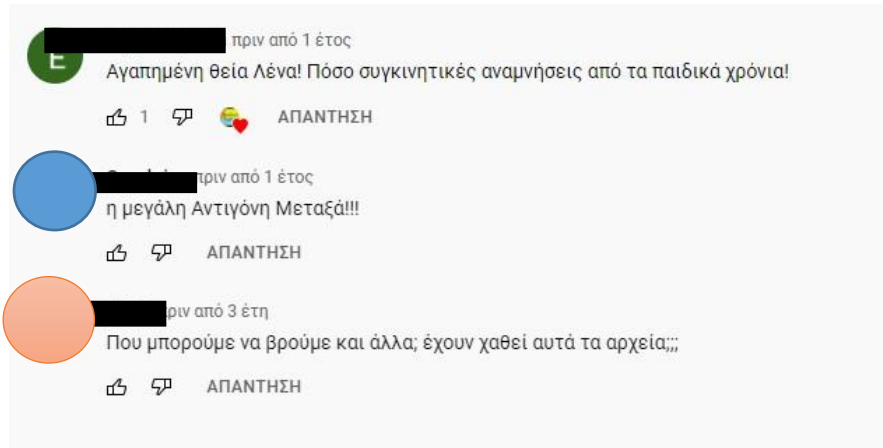 E
πριν από 1 έτος
Αγαπημένη θεία Λένα! Πόσο συγκινητικές αναμνήσεις από τα παιδικά χρόνια!
1 ΑΠΑΝΤΗΣΗ
πριν από 1 έτος
η μεγάλη Αντιγόνη Μεταξά!!!
ΑΠΑΝΤΗΣΗ
πριν από 3 έτη
Που μπορούμε να βρούμε και άλλα; έχουν χαθεί αυτά τα αρχεία;;;
ΑΠΑΝΤΗΣΗ